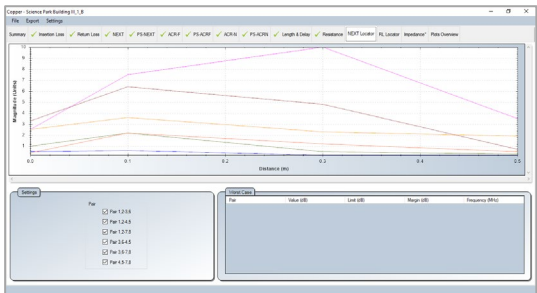 Copper - Science Park Building III_1_B
File Export Settings
Summary Insertion Loss Return Loss NEXT PS-NEXT ACR-F PS-ACRF ACR-N PS-ACRN Length & Delay Resistance NEXT Locator RL Locator Impedance* Plots Overview
Magnitude (Units)
10
9
8
7
6
5
4
3
2
1
0.0 0.1 0.2 0.3 0.4 0.5
Distance (m)
Settings
Pair
Pair 1,2-3,6
Pair 1,2-4,5
Pair 1,2-7,8
Pair 3,6-4,5
Pair 3,6-7,8
Pair 4,5-7,8
Worst Case
Pair Value (dB) Limit (dB) Margin (dB) Frequency (MHz)